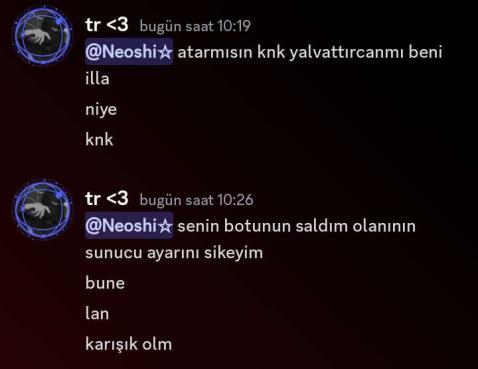 tr <3 bugün saat 10:19
@Neoshi☆ atarmısın knk yalvattırcanmı beni
illa
niye
knk
tr <3 bugün saat 10:26
@Neoshi☆ senin botunun saldım olanının
sunucu ayarını sikeyim
bune
lan
karışık olm